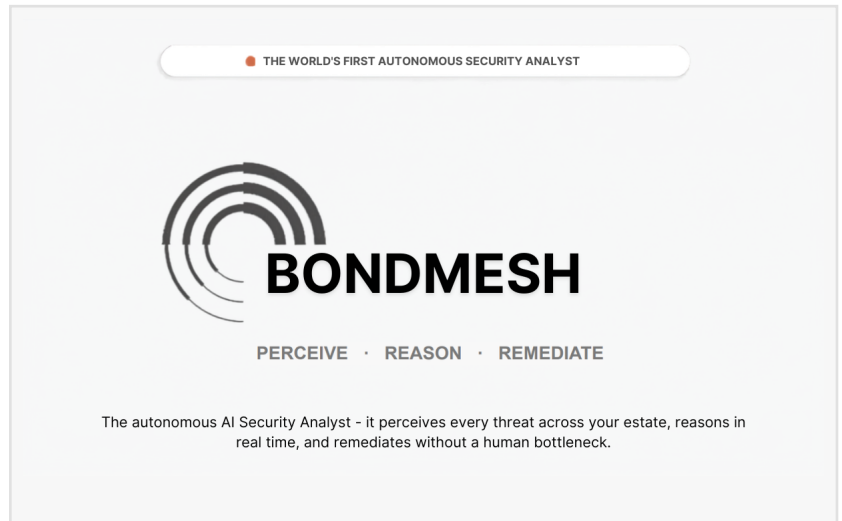 THE WORLD'S FIRST AUTONOMOUS SECURITY ANALYST
BONDMESH
PERCEIVE · REASON · REMEDIATE
The autonomous AI Security Analyst - it perceives every threat across your estate, reasons in
real time, and remediates without a human bottleneck.